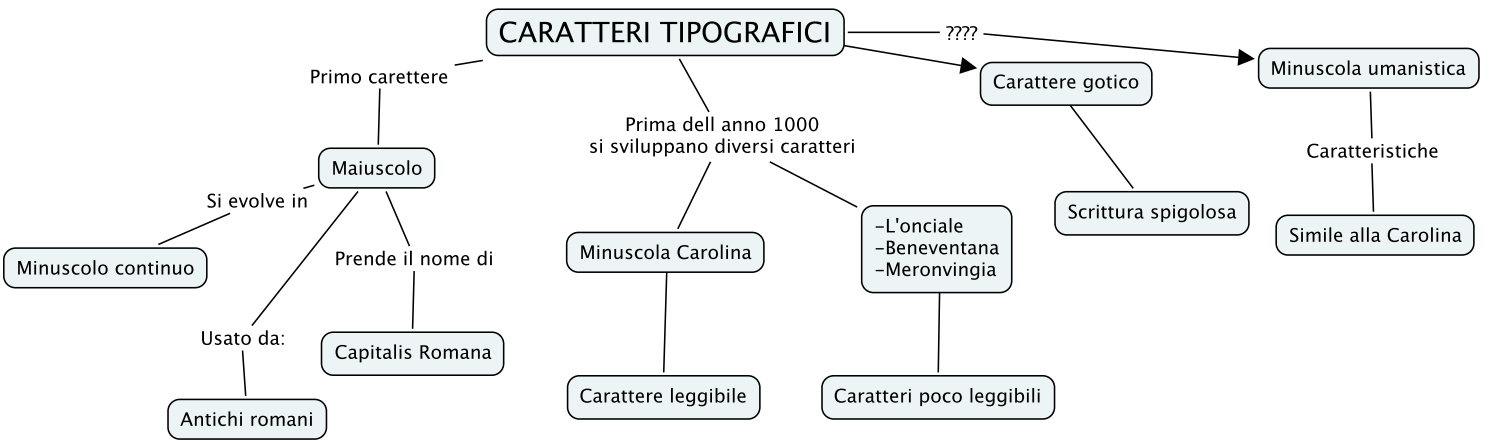 CARATTERI TIPOGRAFICI
????
Primo carettere
Carattere gotico
Minuscola umanistica
Prima dell anno 1000
si sviluppano diversi caratteri
Maiuscolo
Caratteristiche
Si evolve in
Scrittura spigolosa
-L'onciale
-Beneventana
-Meronvingia
Simile alla Carolina
Minuscolo continuo
Prende il nome di
Minuscola Carolina
Usato da:
Capitalis Romana
Antichi romani
Carattere leggibile
Caratteri poco leggibili